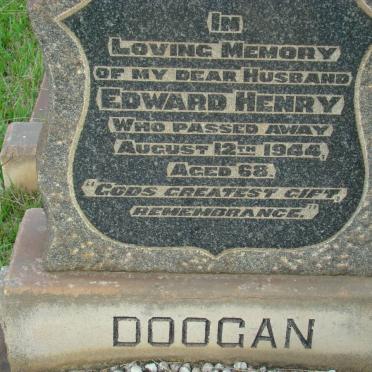 IN
LOVING MEMORY
OF MY DEAR HUSBAND
EDWARD HENRY
WHO PASSED AWAY
AUGUST 12TH 1944,
AGED 68.
"GODS GREATEST GIFT,
REMEMBRANCE."
DOOGAN